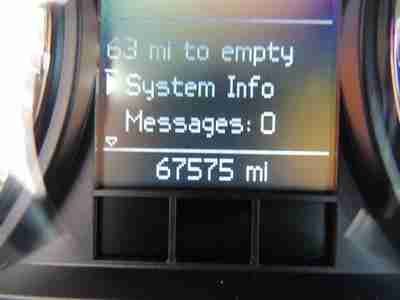 63 mi to empty
System Info
Messages: 0
67575 mi